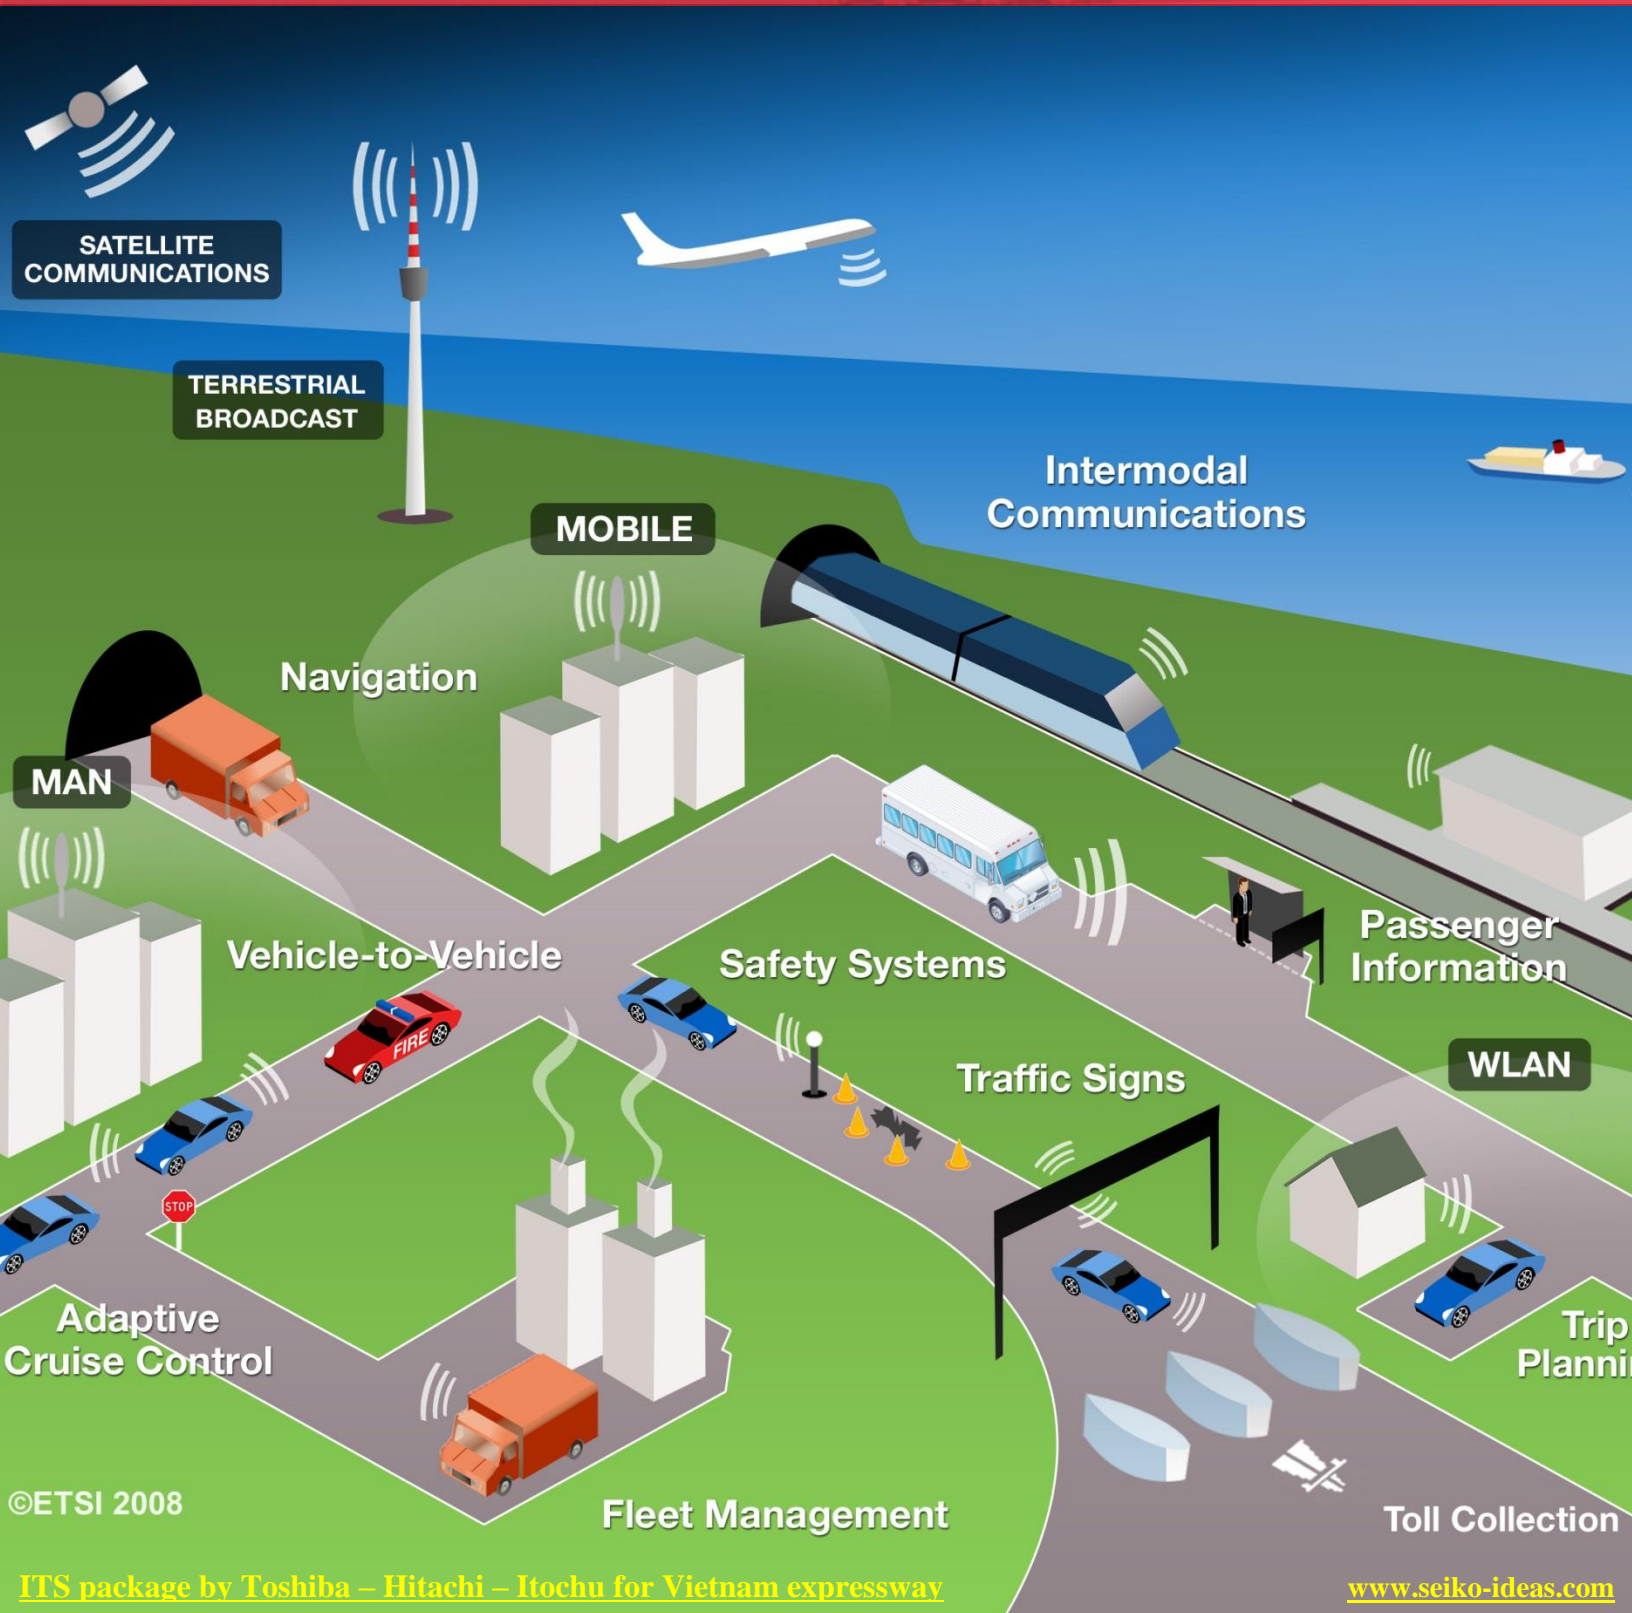 SATELLITE
COMMUNICATIONS
TERRESTRIAL
BROADCAST
Intermodal
Communications
MOBILE
Navigation
MAN
Passenger
Information
Vehicle-to-Vehicle
Safety Systems
FIRE
WLAN
Traffic Signs
STOP
Adaptive
Cruise Control
Trip
©ETSI 2008
Fleet Management
Toll Collection
ITS package by Toshiba – Hitachi – Itochu for Vietnam expressway
www.seiko-ideas.com